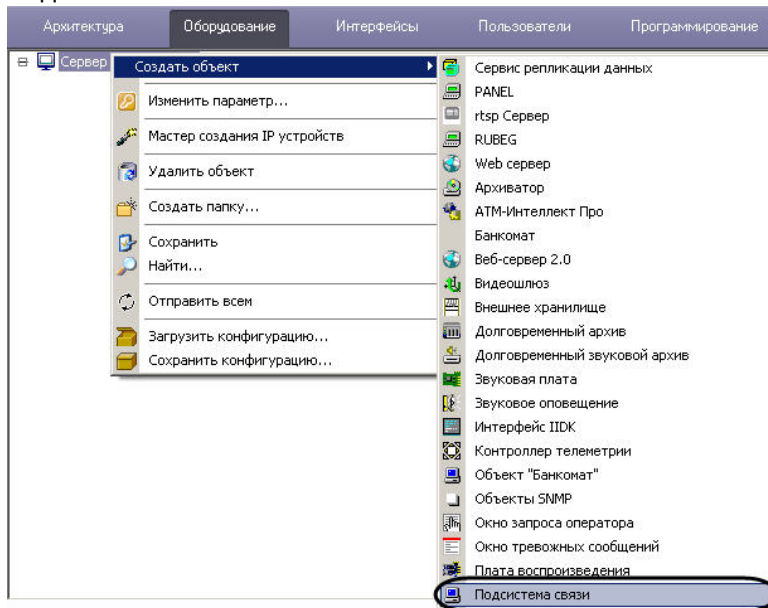 Архитектура Оборудование Интерфейсы Пользователи Программирование
Сервер
Создать объект
Изменить параметр...
Мастер создания IP устройств
Удалить объект
Создать папку...
Сохранить
Найти...
Отправить всем
Загрузить конфигурацию...
Сохранить конфигурацию...
Сервис репликации данных
PANEL
rtsp Сервер
RUBEG
Web сервер
Архиватор
АТМ-Интеллект Про
Банкомат
Веб-сервер 2.0
Видеошлюз
Внешнее хранилище
Долговременный архив
Долговременный звуковой архив
Звуковая плата
Звуковое оповещение
Интерфейс IIDK
Контроллер телеметрии
Объект "Банкомат"
Объекты SNMP
Окно запроса оператора
Окно тревожных сообщений
Плата воспроизведения
Подсистема связи